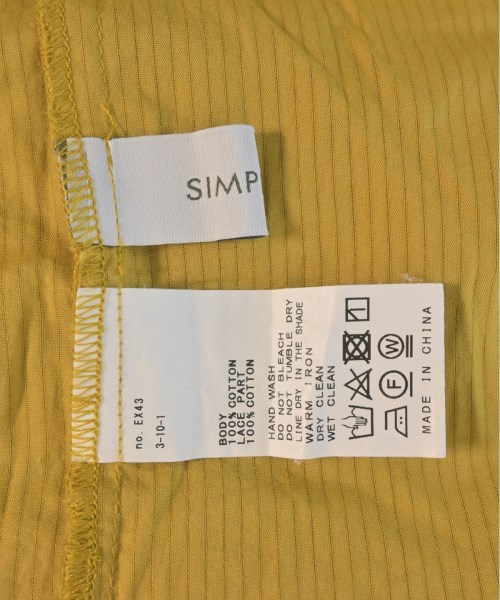 SIMP
no. EX43
3-10-1
BODY
100% COTTON
LACE PART
100% COTTON
HAND WASH
DO NOT BLEACH
DO NOT TUMBLE DRY
LINE DRY IN THE SHADE
WARM IRON
DRY CLEAN
WET CLEAN
F W
MADE IN CHINA